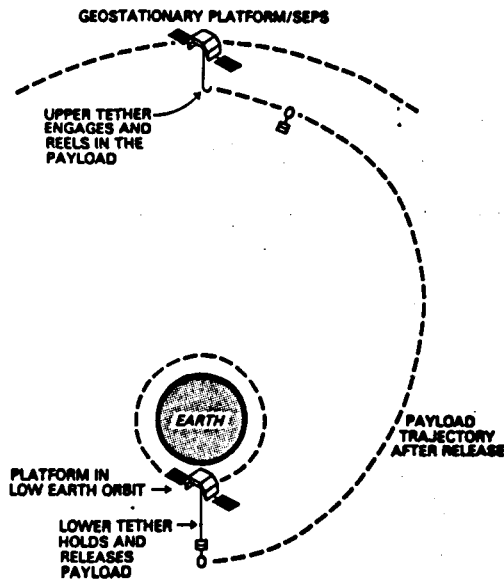 GEOSTATIONARY PLATFORM/SEPS
UPPER TETHER
ENGAGES AND
REELS IN THE
PAYLOAD
EARTH
PAYLOAD
TRAJECTORY
AFTER RELEASE
PLATFORM IN
LOW EARTH ORBIT
LOWER TETHER
HOLDS AND
RELEASES
PAYLOAD